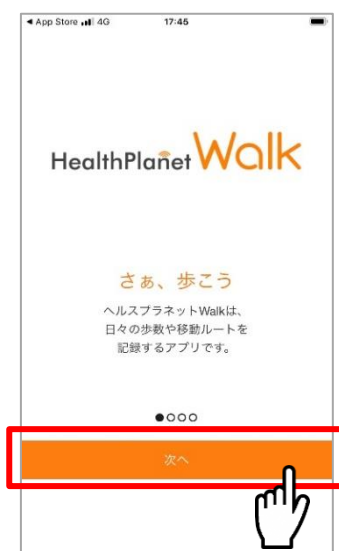 App Store 4G 17:45
HealthPlanet Walk
さぁ、歩こう
ヘルスプラネットWalkは、
日々の歩数や移動ルートを
記録するアプリです。
次へ